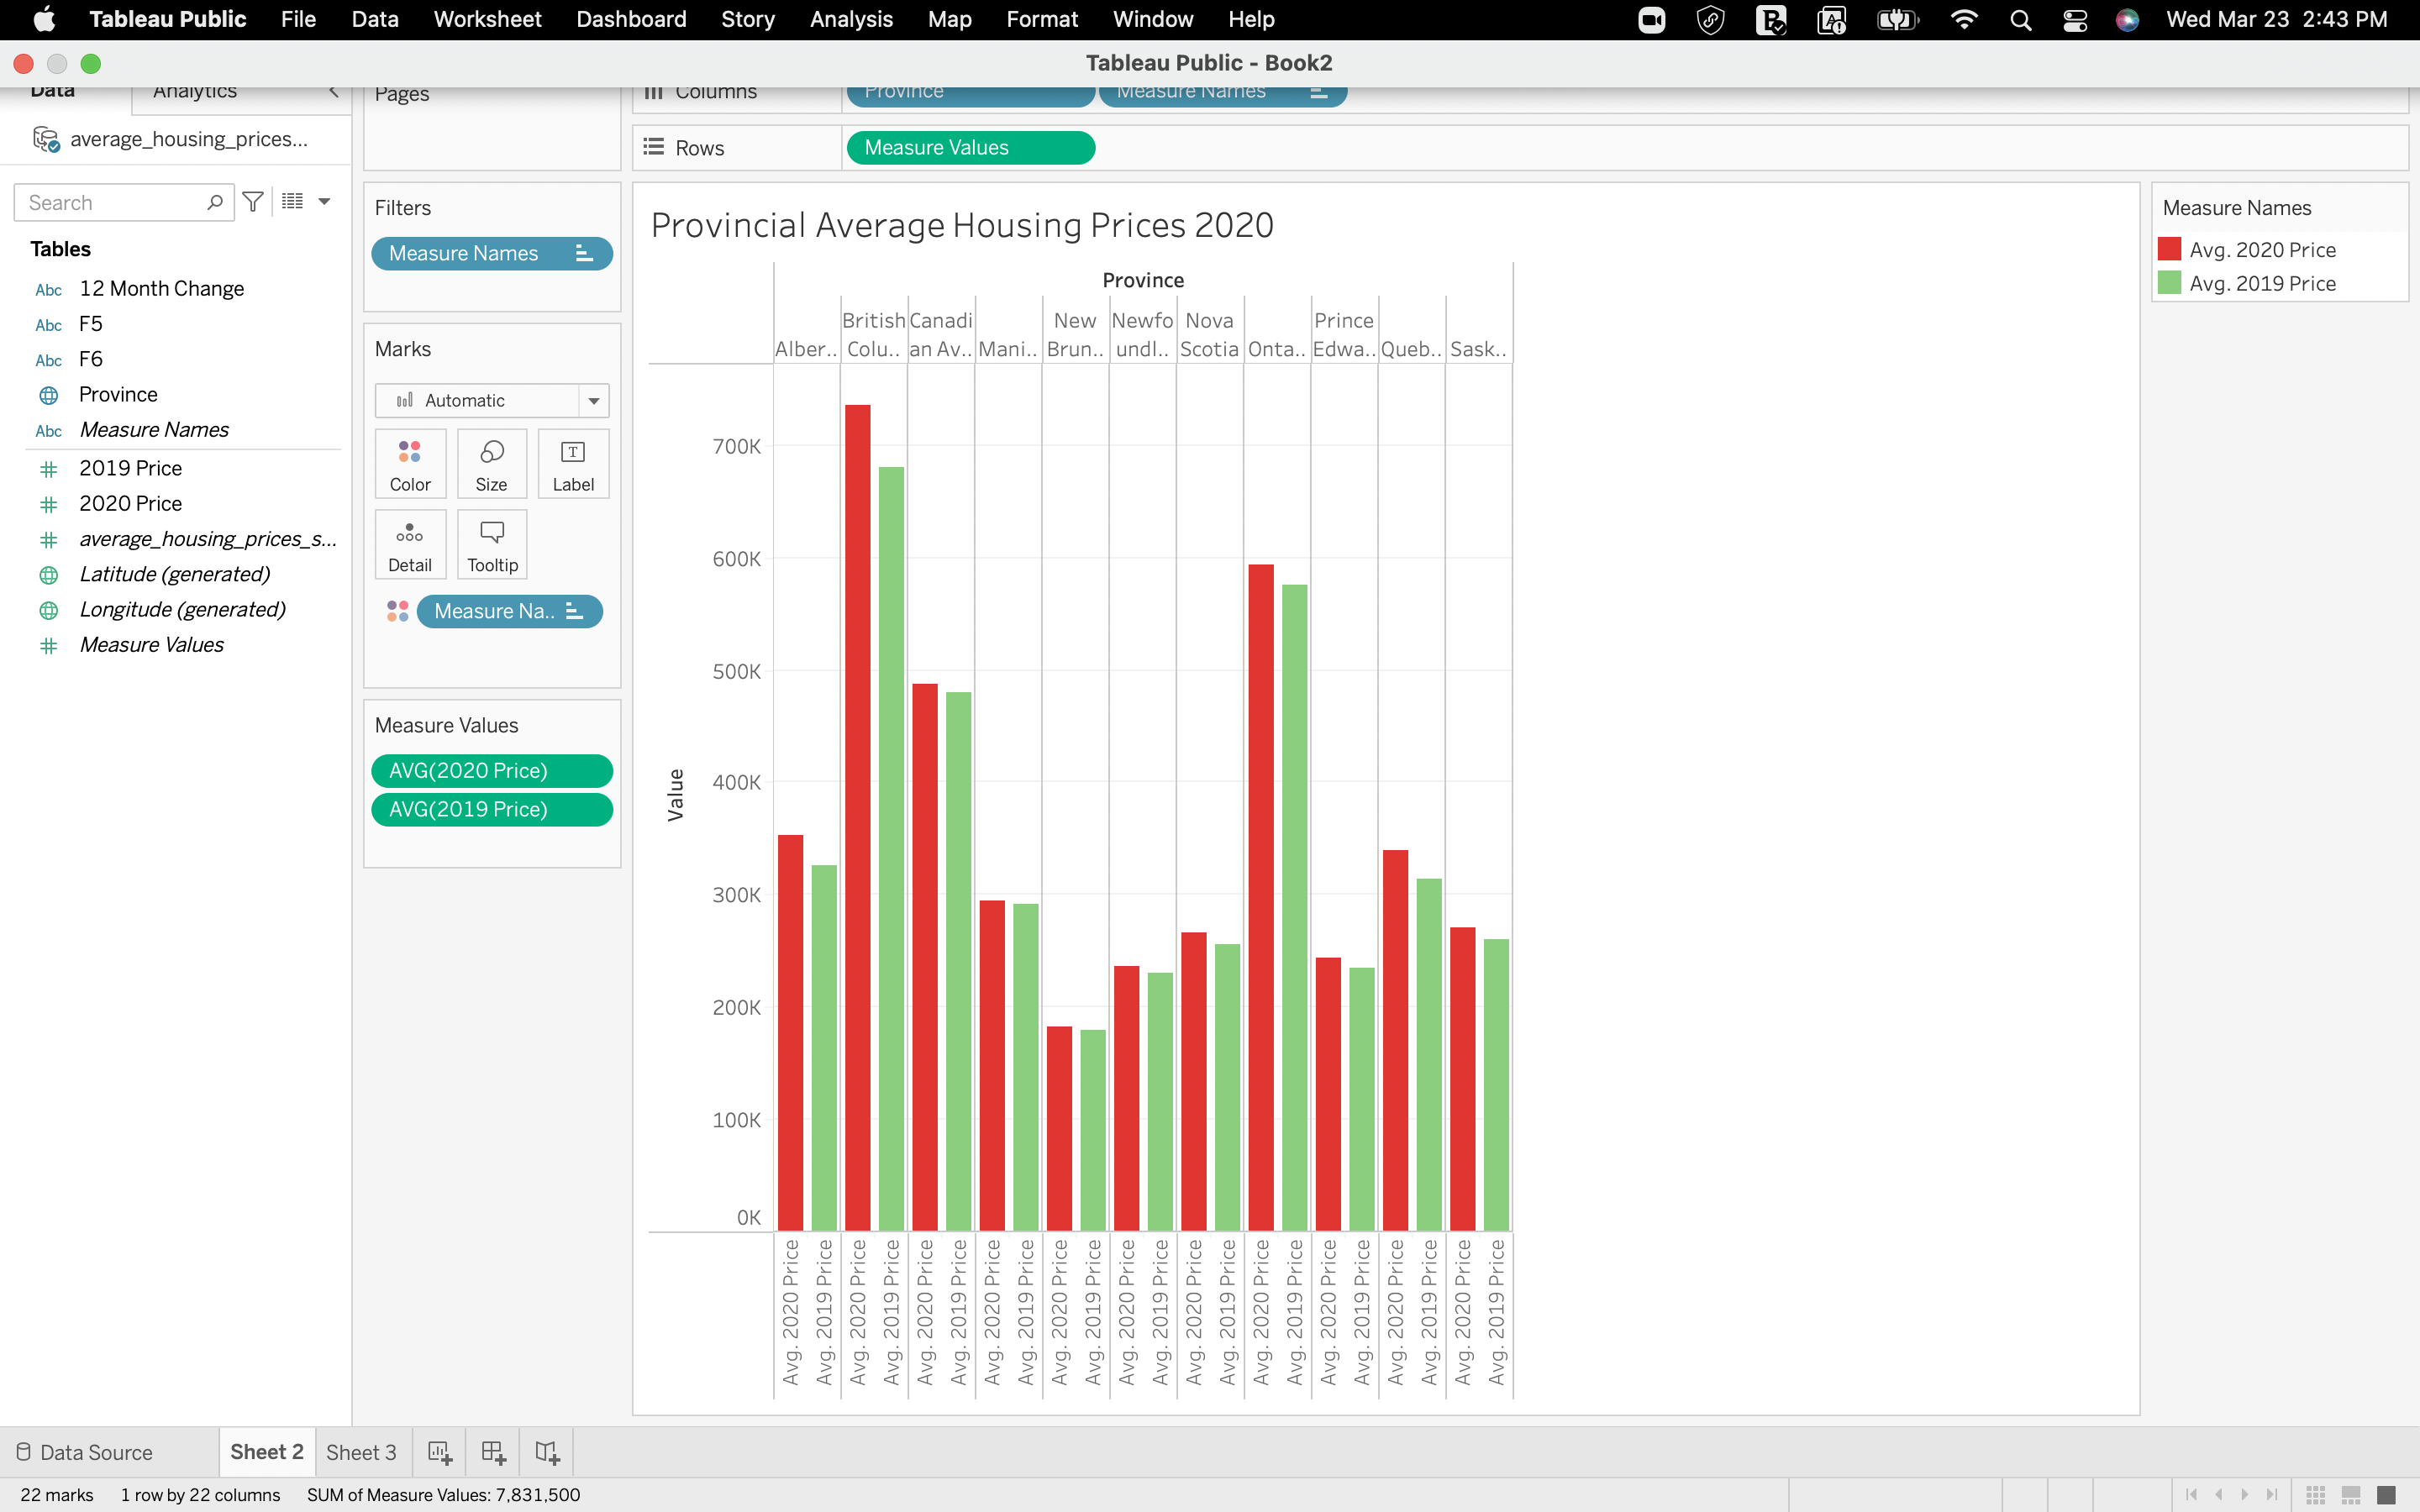 Tableau Public File Data Worksheet Dashboard Story Analysis Map Format Window Help Wed Mar 23 2:43 PM
Tableau Public - Book2
Data Analytics
average_housing_prices...
Search
Tables
Abc 12 Month Change
Abc F5
Abc F6
Province
Abc Measure Names
2019 Price
2020 Price
average_housing_prices_s...
Latitude (generated)
Longitude (generated)
Measure Values
Pages
Filters
Measure Names
Marks
Automatic
Color Size Label
Detail Tooltip
Measure Na..
Measure Values
AVG(2020 Price)
AVG(2019 Price)
Columns Province Measure Names
Rows Measure Values
Provincial Average Housing Prices 2020
Province
British Canadi New Newfo Nova Prince
Alber.. Colu.. an Av.. Mani.. Brun.. undl.. Scotia Onta.. Edwa.. Queb.. Sask..
700K
600K
500K
400K
300K
200K
100K
0K
Value
Avg. 2020 Price
Avg. 2019 Price
Avg. 2020 Price
Avg. 2019 Price
Avg. 2020 Price
Avg. 2019 Price
Avg. 2020 Price
Avg. 2019 Price
Avg. 2020 Price
Avg. 2019 Price
Avg. 2020 Price
Avg. 2019 Price
Avg. 2020 Price
Avg. 2019 Price
Avg. 2020 Price
Avg. 2019 Price
Avg. 2020 Price
Avg. 2019 Price
Avg. 2020 Price
Avg. 2019 Price
Avg. 2020 Price
Avg. 2019 Price
Measure Names
Avg. 2020 Price
Avg. 2019 Price
Data Source Sheet 2 Sheet 3
22 marks 1 row by 22 columns SUM of Measure Values: 7,831,500